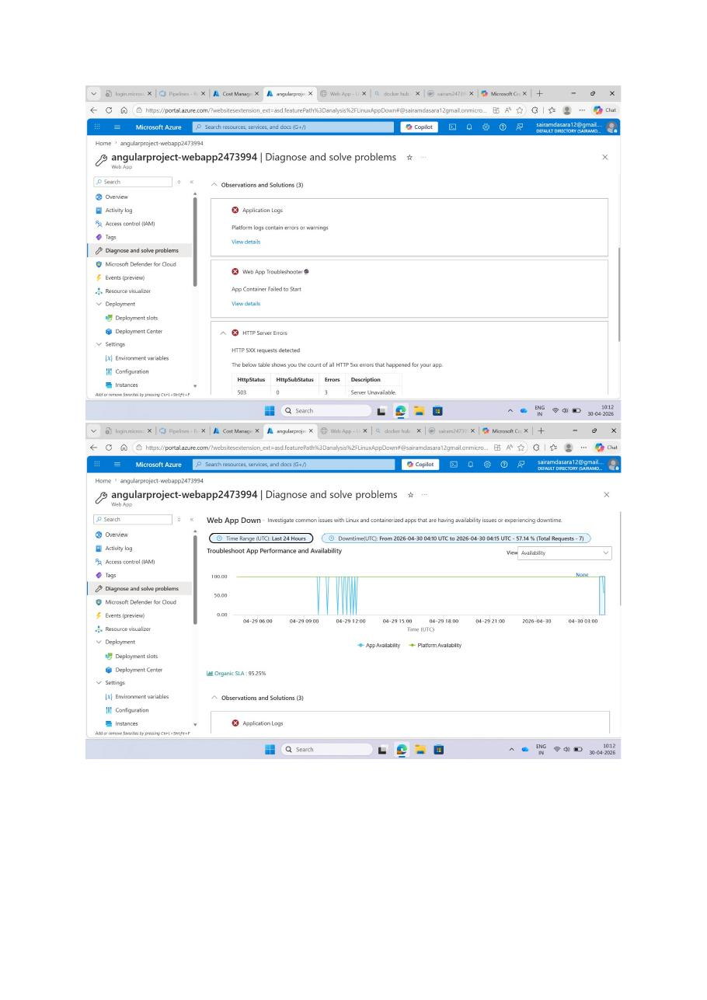 login.micros
Pipelines - R
Cost Manage
angularproje
Web App - L
docker hub
sairam2473
Microsoft Co
https://portal.azure.com/?websitesextension_ext=asd.featurePath%3Danalysis%2FLinuxAppDown#@sairamdasara12gmail.onmicro...
Chat
Microsoft Azure
Search resources, services, and docs (G+/)
Copilot
sairamdasara12@gmail....
DEFAULT DIRECTORY (SAIRAMD...
Home > angularproject-webapp2473994
angularproject-webapp2473994 | Diagnose and solve problems
Web App
Search
Overview
Activity log
Access control (IAM)
Tags
Diagnose and solve problems
Microsoft Defender for Cloud
Events (preview)
Resource visualizer
Deployment
Deployment slots
Deployment Center
Settings
Environment variables
Configuration
Instances
Add or remove favorites by pressing Ctrl+Shift+F
Observations and Solutions (3)
Application Logs
Platform logs contain errors or warnings
View details
Web App Troubleshooter
App Container Failed to Start
View details
HTTP Server Errors
HTTP 5XX requests detected
The below table shows you the count of all HTTP 5xx errors that happened for your app.
HttpStatus HttpSubStatus Errors Description
503 0 3 Server Unavailable.
Search
ENG
IN
10:12
30-04-2026
login.micros
Pipelines - R
Cost Manage
angularproje
Web App - L
docker hub
sairam2473
Microsoft Co
https://portal.azure.com/?websitesextension_ext=asd.featurePath%3Danalysis%2FLinuxAppDown#@sairamdasara12gmail.onmicro...
Chat
Microsoft Azure
Search resources, services, and docs (G+/)
Copilot
sairamdasara12@gmail....
DEFAULT DIRECTORY (SAIRAMD...
Home > angularproject-webapp2473994
angularproject-webapp2473994 | Diagnose and solve problems
Web App
Search
Overview
Activity log
Access control (IAM)
Tags
Diagnose and solve problems
Microsoft Defender for Cloud
Events (preview)
Resource visualizer
Deployment
Deployment slots
Deployment Center
Settings
Environment variables
Configuration
Instances
Add or remove favorites by pressing Ctrl+Shift+F
Web App Down - Investigate common issues with Linux and containerized apps that are having availability issues or experiencing downtime.
Time Range (UTC): Last 24 Hours
Downtime(UTC): From 2026-04-30 04:10 UTC to 2026-04-30 04:15 UTC - 57.14 % (Total Requests - 7)
Troubleshoot App Performance and Availability
View Availability
None
100.00
50.00
0.00
04-29 06:00 04-29 09:00 04-29 12:00 04-29 15:00 04-29 18:00 04-29 21:00 2026-04-30 04-30 03:00
Time (UTC)
App Availability Platform Availability
Organic SLA : 95.25%
Observations and Solutions (3)
Application Logs
Search
ENG
IN
10:12
30-04-2026